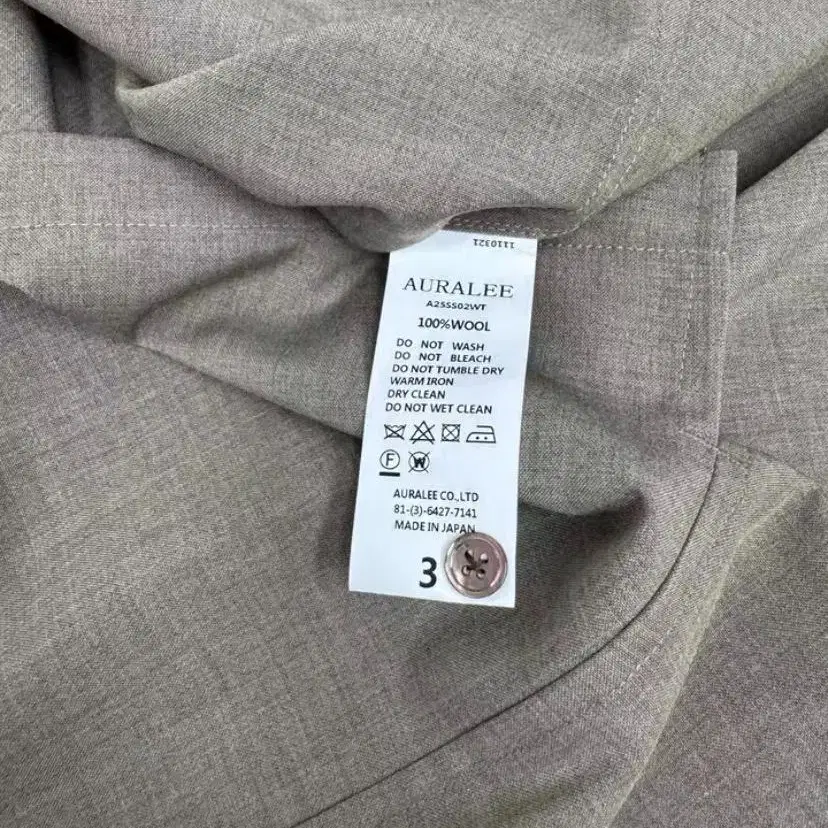 1110321
AURALEE
A25SS02WT
100%WOOL
DO NOT WASH
DO NOT BLEACH
DO NOT TUMBLE DRY
WARM IRON
DRY CLEAN
DO NOT WET CLEAN
F W
AURALEE CO.,LTD
81-(3)-6427-7141
MADE IN JAPAN
3